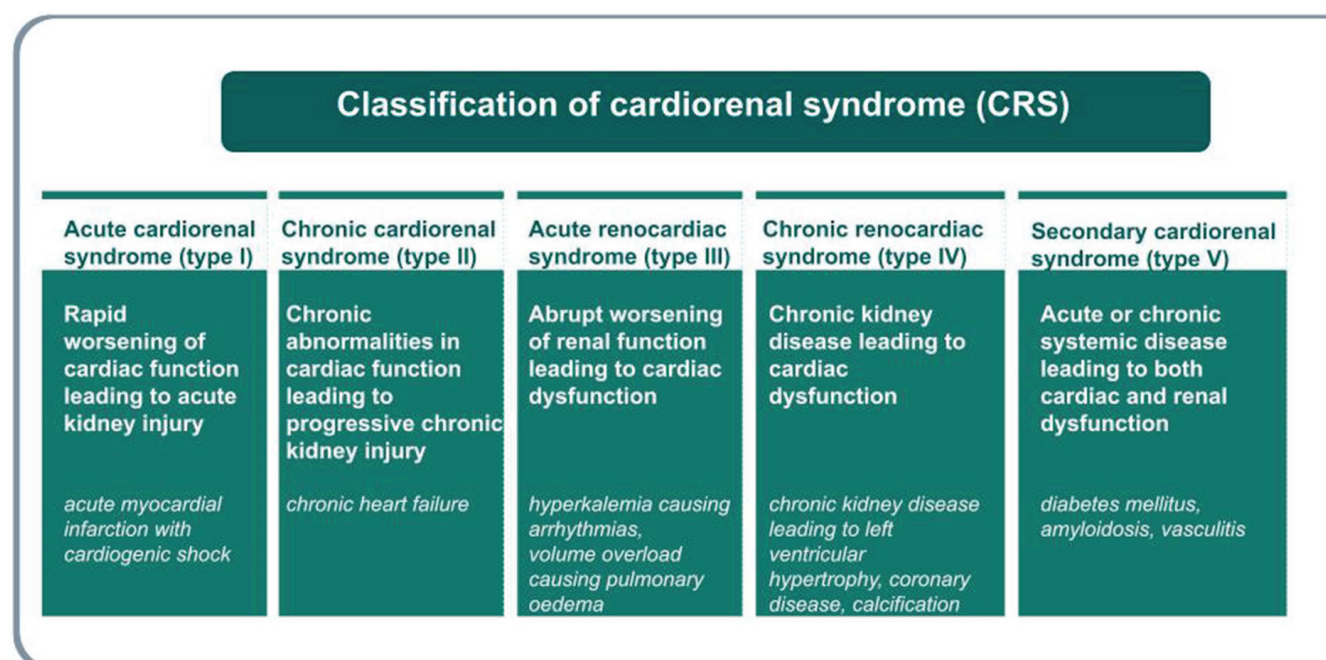 Classification of cardiorenal syndrome (CRS)
Acute cardiorenal
syndrome (type I)
Rapid
worsening of
cardiac function
leading to acute
kidney injury
acute myocardial
infarction with
cardiogenic shock
Chronic cardiorenal
syndrome (type II)
Chronic
abnormalities in
cardiac function
leading to
progressive chronic
kidney injury
chronic heart failure
Acute renocardiac
syndrome (type III)
Abrupt worsening
of renal function
leading to cardiac
dysfunction
hyperkalemia causing
arrhythmias,
volume overload
causing pulmonary
oedema
Chronic renocardiac
syndrome (type IV)
Chronic kidney
disease leading to
cardiac
dysfunction
chronic kidney disease
leading to left
ventricular
hypertrophy, coronary
disease, calcification
Secondary cardiorenal
syndrome (type V)
Acute or chronic
systemic disease
leading to both
cardiac and renal
dysfunction
diabetes mellitus,
amyloidosis, vasculitis